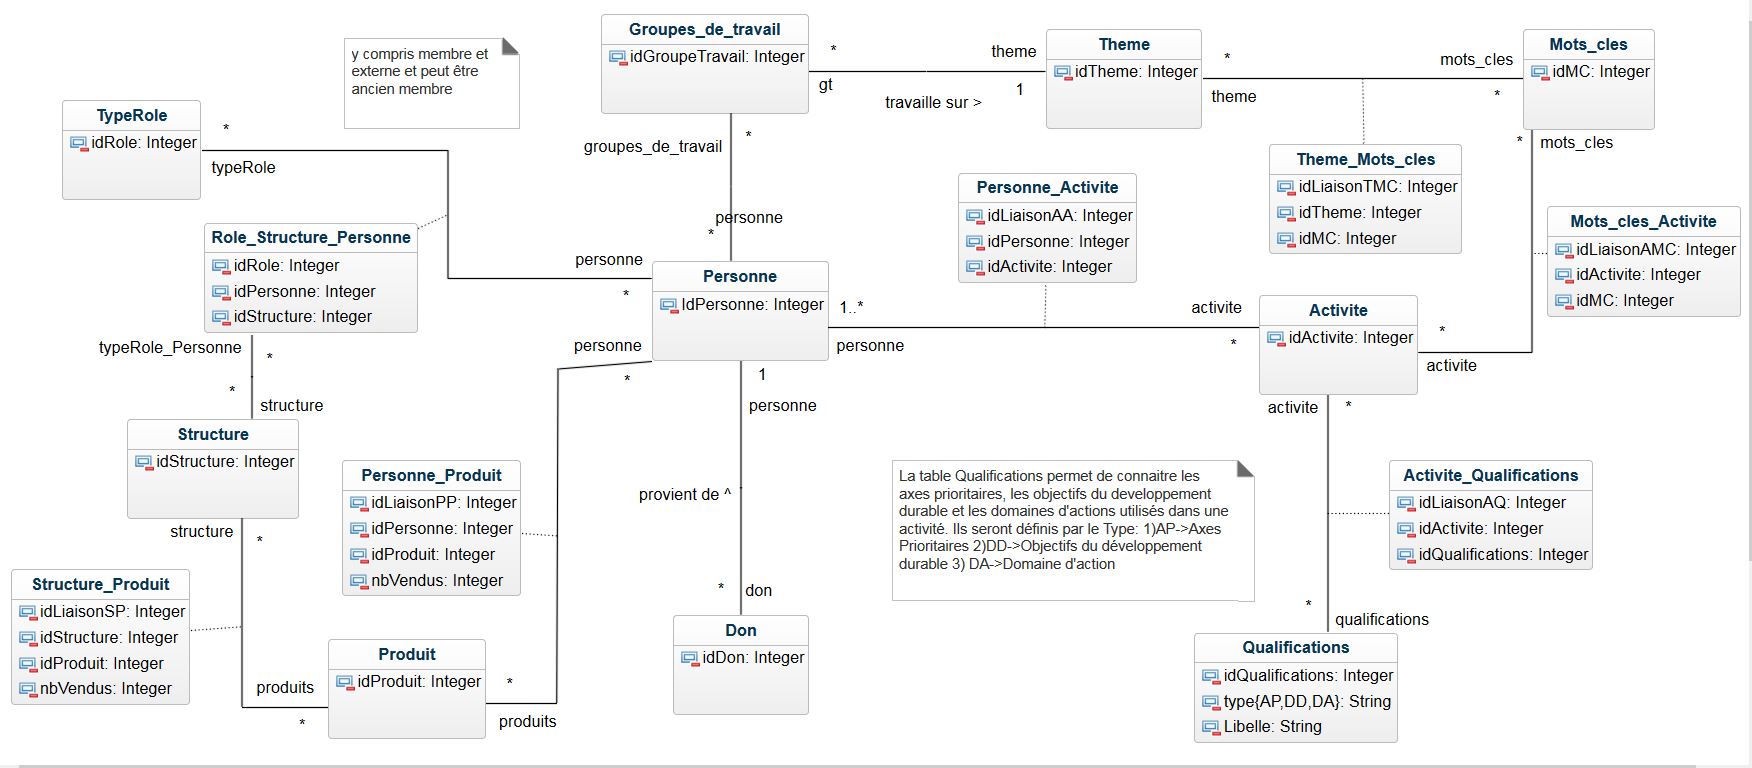 Groupes_de_travail
idGroupeTravail: Integer
*
theme
gt
travaille sur >
1
Theme
idTheme: Integer
*
theme
mots_cles
*
Mots_cles
idMC: Integer
*
mots_cles
y compris membre et
externe et peut être
ancien membre
TypeRole
idRole: Integer
*
typeRole
groupes_de_travail
*
personne
*
Theme_Mots_cles
idLiaisonTMC: Integer
idTheme: Integer
idMC: Integer
Personne_Activite
idLiaisonAA: Integer
idPersonne: Integer
idActivite: Integer
Mots_cles_Activite
idLiaisonAMC: Integer
idActivite: Integer
idMC: Integer
Role_Structure_Personne
idRole: Integer
idPersonne: Integer
idStructure: Integer
personne
*
Personne
IdPersonne: Integer
1..*
personne
activite
*
Activite
idActivite: Integer
*
activite
typeRole_Personne
*
*
structure
personne
*
1
personne
activite
*
Structure
idStructure: Integer
structure
*
Personne_Produit
idLiaisonPP: Integer
idPersonne: Integer
idProduit: Integer
nbVendus: Integer
provient de ^
La table Qualifications permet de connaitre les
axes prioritaires, les objectifs du developpement
durable et les domaines d'actions utilisés dans une
activité. Ils seront définis par le Type: 1)AP->Axes
Prioritaires 2)DD->Objectifs du développement
durable 3) DA->Domaine d'action
Activite_Qualifications
idLiaisonAQ: Integer
idActivite: Integer
idQualifications: Integer
Structure_Produit
idLiaisonSP: Integer
idStructure: Integer
idProduit: Integer
nbVendus: Integer
*
don
*
qualifications
Don
idDon: Integer
Produit
idProduit: Integer
produits
*
*
produits
Qualifications
idQualifications: Integer
type{AP,DD,DA}: String
Libelle: String